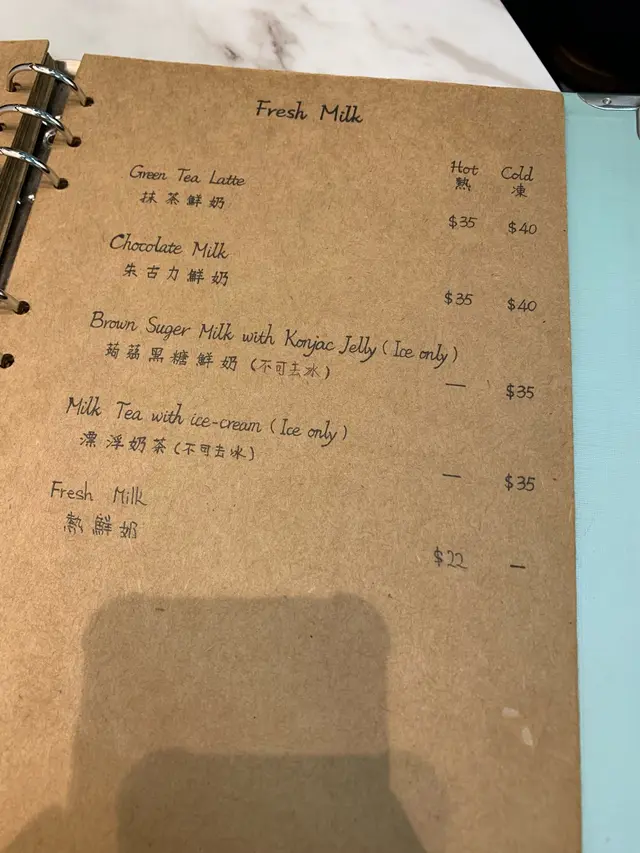 Fresh Milk
Hot Cold
熱 凍
Green Tea Latte
抹茶鮮奶
$35 $40
Chocolate Milk
朱古力鮮奶
$35 $40
Brown Suger Milk with Konjac Jelly (Ice only)
蒟蒻黑糖鮮奶 (不可去冰)
— $35
Milk Tea with ice-cream (Ice only)
漂浮奶茶 (不可去冰)
— $35
Fresh Milk
熱鮮奶
$22 —